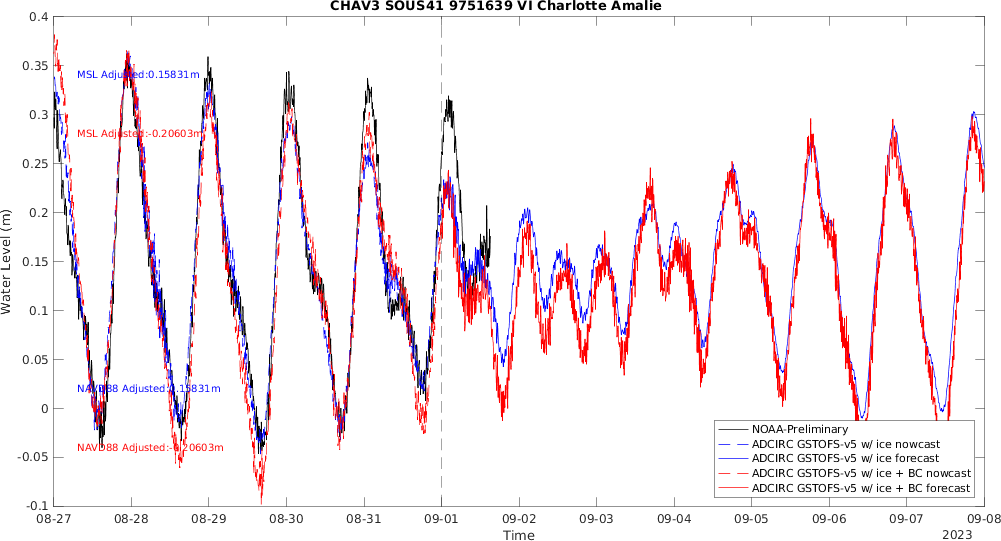 CHAV3 SOUS41 9751639 VI Charlotte Amalie
0.4
0.35
0.3
0.25
0.2
0.15
0.1
0.05
0
-0.05
-0.1
Water Level (m)
MSL Adjusted:0.15831m
MSL Adjusted:-0.20603m
NAVD88 Adjusted:0.15831m
NAVD88 Adjusted:-0.20603m
NOAA-Preliminary
ADCIRC GSTOFS-v5 w/ ice nowcast
ADCIRC GSTOFS-v5 w/ ice forecast
ADCIRC GSTOFS-v5 w/ ice + BC nowcast
ADCIRC GSTOFS-v5 w/ ice + BC forecast
08-27 08-28 08-29 08-30 08-31 09-01 09-02 09-03 09-04 09-05 09-06 09-07 09-08
Time
2023